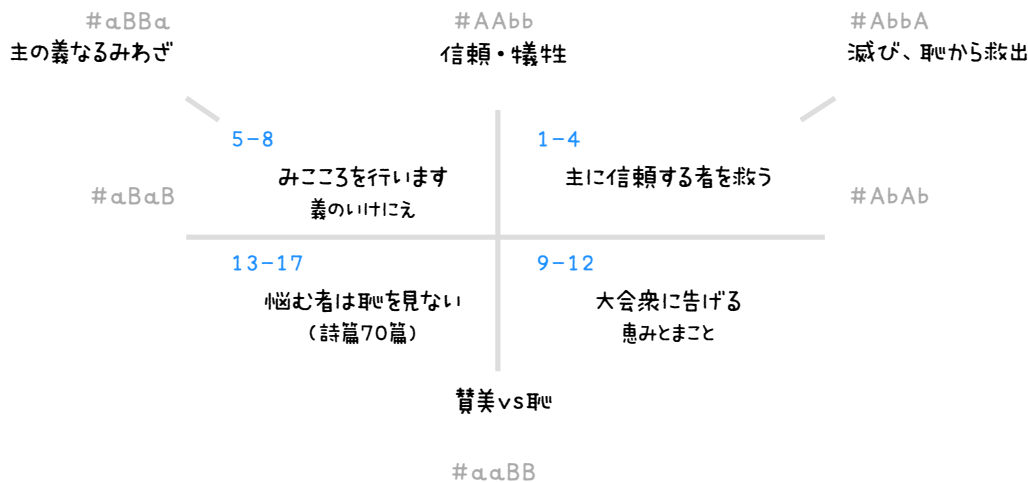 #aBBa
#AAbb
#AbbA
主の義なるみわざ
信頼・犠牲
滅び、恥から救出
5-8
1-4
みこころを行います
主に信頼する者を救う
#aBaB
義のいけにえ
#AbAb
13-17
9-12
悩む者は恥を見ない
大会衆に告げる
(詩篇70篇)
恵みとまこと
賛美vs恥
#aaBB